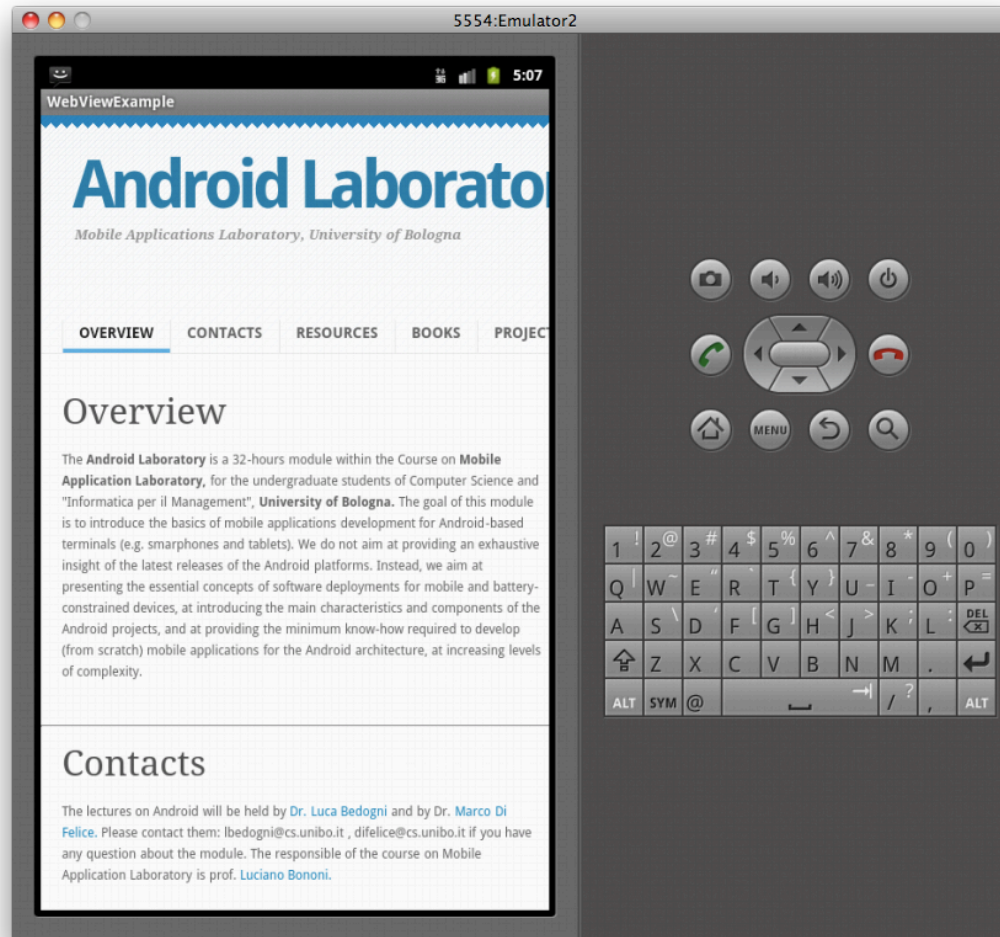 5554:Emulator2
3G 5:07
WebViewExample
Android Laborato
Mobile Applications Laboratory, University of Bologna
OVERVIEW CONTACTS RESOURCES BOOKS PROJECT
Overview
The Android Laboratory is a 32-hours module within the Course on Mobile
Application Laboratory, for the undergraduate students of Computer Science and
"Informatica per il Management", University of Bologna. The goal of this module
is to introduce the basics of mobile applications development for Android-based
terminals (e.g. smarphones and tablets). We do not aim at providing an exhaustive
insight of the latest releases of the Android platforms. Instead, we aim at
presenting the essential concepts of software deployments for mobile and battery-
constrained devices, at introducing the main characteristics and components of the
Android projects, and at providing the minimum know-how required to develop
(from scratch) mobile applications for the Android architecture, at increasing levels
of complexity.
Contacts
The lectures on Android will be held by Dr. Luca Bedogni and by Dr. Marco Di
Felice. Please contact them: lbedogni@cs.unibo.it , difelice@cs.unibo.it if you have
any question about the module. The responsible of the course on Mobile
Application Laboratory is prof. Luciano Bononi.
MENU
1 ! 2 @ 3 # 4 $ 5 % 6 ^ 7 & 8 * 9 ( 0 )
Q | W ~ E " R ` T { Y } U _ I - O + P =
A S \ D ' F [ G ] H < J > K ; L : DEL
Z X C V B N M .
ALT SYM @ / ? , ALT